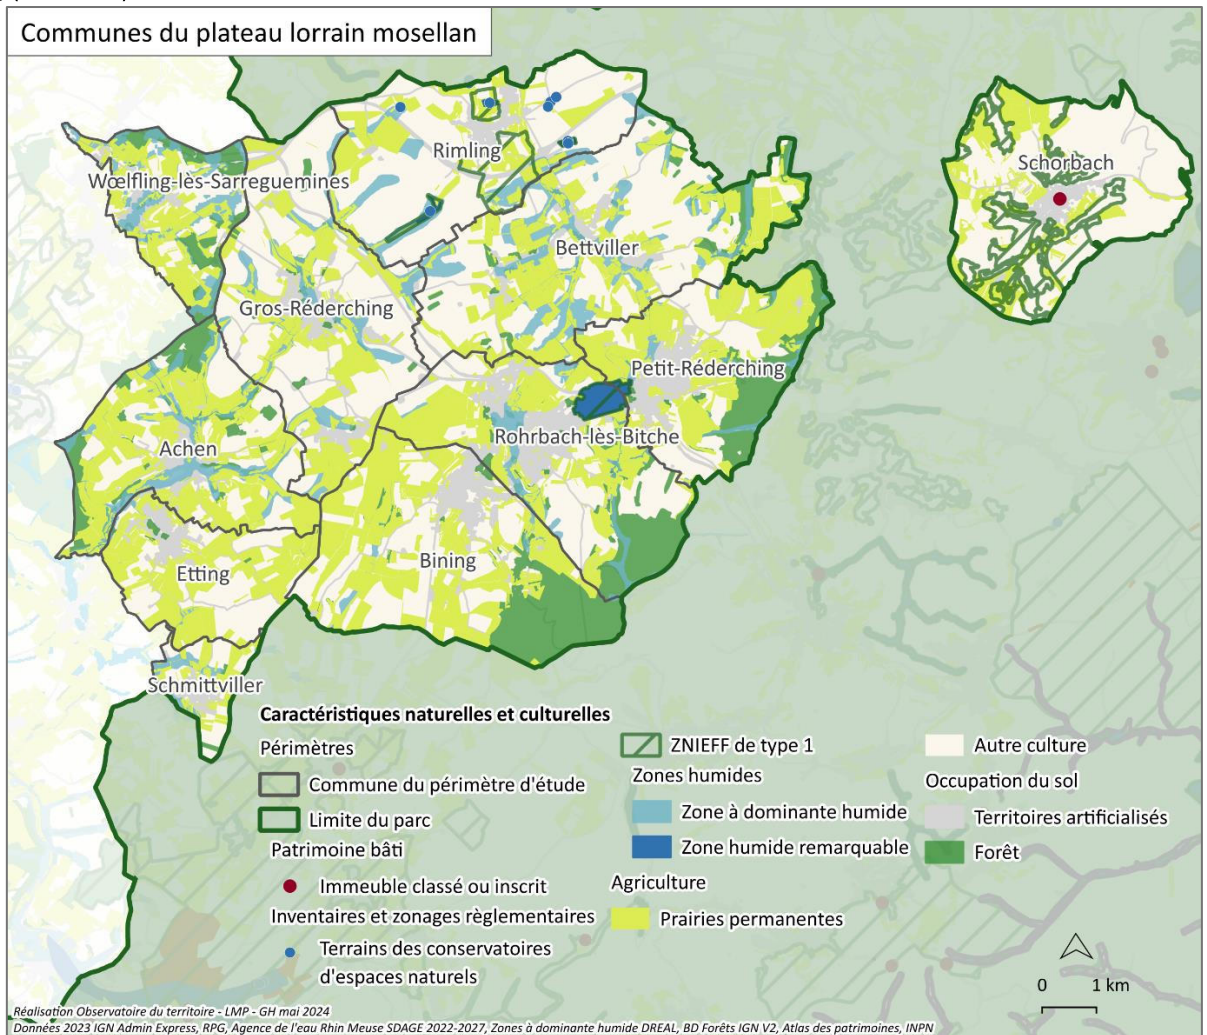 Communes du plateau lorrain mosellan
Rimling
Schorbach
Wœlfling-lès-Sarreguemines
Bettviller
Gros-Réderching
Petit-Réderching
Rohrbach-lès-Bitche
Achen
Bining
Etting
Schmittviller
Caractéristiques naturelles et culturelles
Périmètres
Commune du périmètre d'étude
Limite du parc
Patrimoine bâti
Immeuble classé ou inscrit
Inventaires et zonages règlementaires
Terrains des conservatoires
d'espaces naturels
ZNIEFF de type 1
Zones humides
Zone à dominante humide
Zone humide remarquable
Agriculture
Prairies permanentes
Autre culture
Occupation du sol
Territoires artificialisés
Forêt
0 1 km
Réalisation Observatoire du territoire - LMP - GH mai 2024
Données 2023 IGN Admin Express, RPG, Agence de l'eau Rhin Meuse SDAGE 2022-2027, Zones à dominante humide DREAL, BD Forêts IGN V2, Atlas des patrimoines, INPN